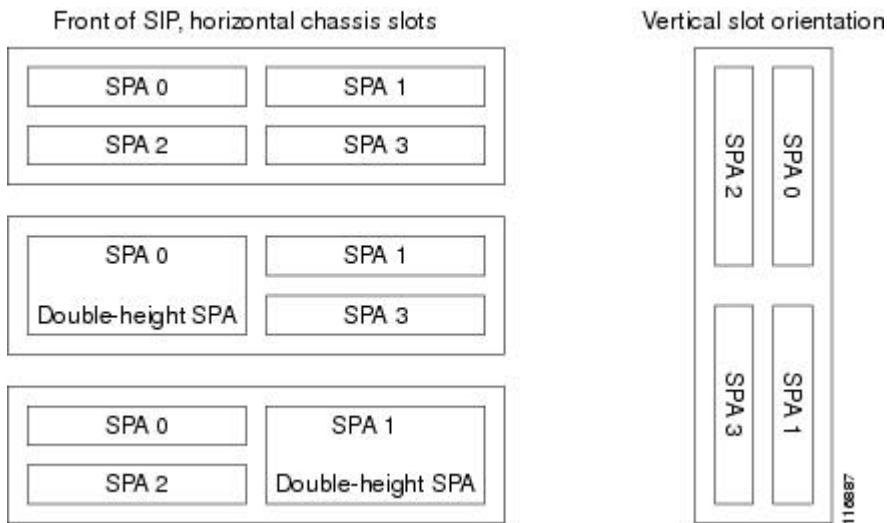 Front of SIP, horizontal chassis slots
Vertical slot orientation
SPA 0
SPA 1
SPA 2
SPA 3
SPA 0
Double-height SPA
SPA 1
SPA 3
SPA 0
SPA 2
SPA 1
Double-height SPA
SPA 2
SPA 0
SPA 3
SPA 1
116887